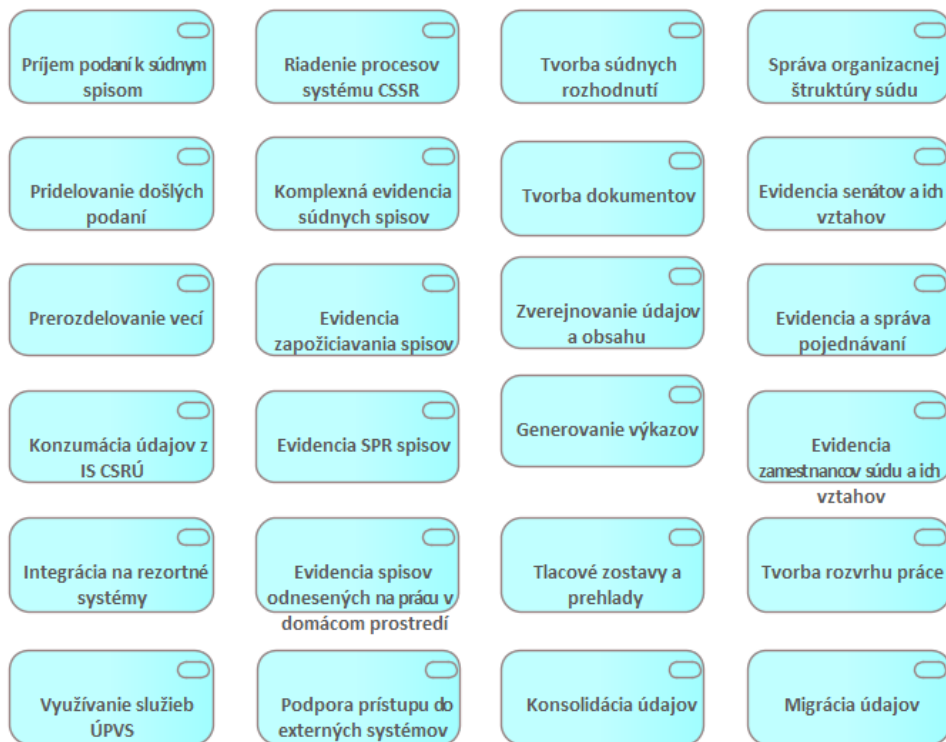 Príjem podaní k súdnym
spisom
Riadenie procesov
systému CSSR
Tvorba súdnych
rozhodnutí
Správa organizacnej
štruktúry súdu
Pridelovanie došlých
podaní
Komplexná evidencia
súdnych spisov
Tvorba dokumentov
Evidencia senátov a ich
vztahov
Prerozdelovanie vecí
Evidencia
zapožiciavania spisov
Zverejnovanie údajov
a obsahu
Evidencia a správa
pojednávaní
Konzumácia údajov z
IS CSRÚ
Evidencia SPR spisov
Generovanie výkazov
Evidencia
zamestnancov súdu a ich
vztahov
Integrácia na rezortné
systémy
Evidencia spisov
odnesených na prácu v
domácom prostredí
Tlacové zostavy a
prehlady
Tvorba rozvrhu práce
Využívanie služieb
ÚPVS
Podpora prístupu do
externých systémov
Konsolidácia údajov
Migrácia údajov